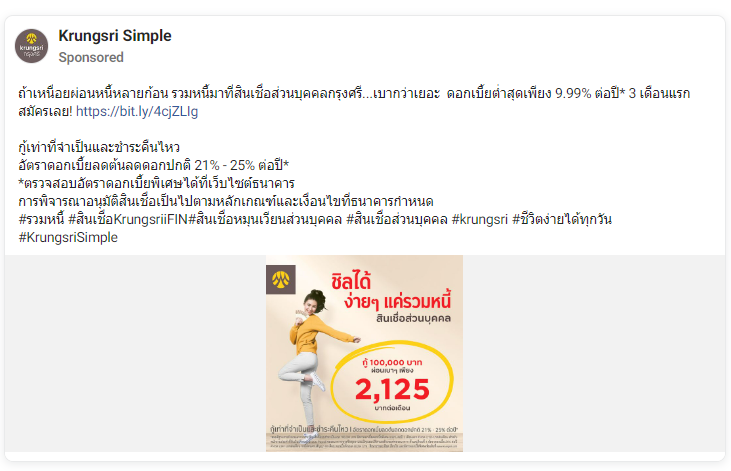 Krungsri Simple
Sponsored
krungsri
กรุงศรี
ถ้าเหนื่อยผ่อนหนี้หลายก้อน รวมหนี้มาที่สินเชื่อส่วนบุคคลกรุงศรี...เบากว่าเยอะ ดอกเบี้ยต่ำสุดเพียง 9.99% ต่อปี* 3 เดือนแรก
สมัครเลย! https://bit.ly/4cjZLIg
กู้เท่าที่จำเป็นและชำระคืนไหว
อัตราดอกเบี้ยลดต้นลดดอกปกติ 21% - 25% ต่อปี*
*ตรวจสอบอัตราดอกเบี้ยพิเศษได้ที่เว็บไซต์ธนาคาร
การพิจารณาอนุมัติสินเชื่อเป็นไปตามหลักเกณฑ์และเงื่อนไขที่ธนาคารกำหนด
#รวมหนี้ #สินเชื่อKrungsriiFIN#สินเชื่อหมุนเวียนส่วนบุคคล #สินเชื่อส่วนบุคคล #krungsri #ชีวิตง่ายได้ทุกวัน
#KrungsriSimple
ชิลได้
ง่ายๆ แค่รวมหนี้
สินเชื่อส่วนบุคคล
กู้ 100,000 บาท
ผ่อนเบาๆ เพียง
2,125
บาทต่อเดือน
กู้เท่าที่จำเป็นและชำระคืนไหว | อัตราดอกเบี้ยลดต้นลดดอกปกติ 21% - 25% ต่อปี*